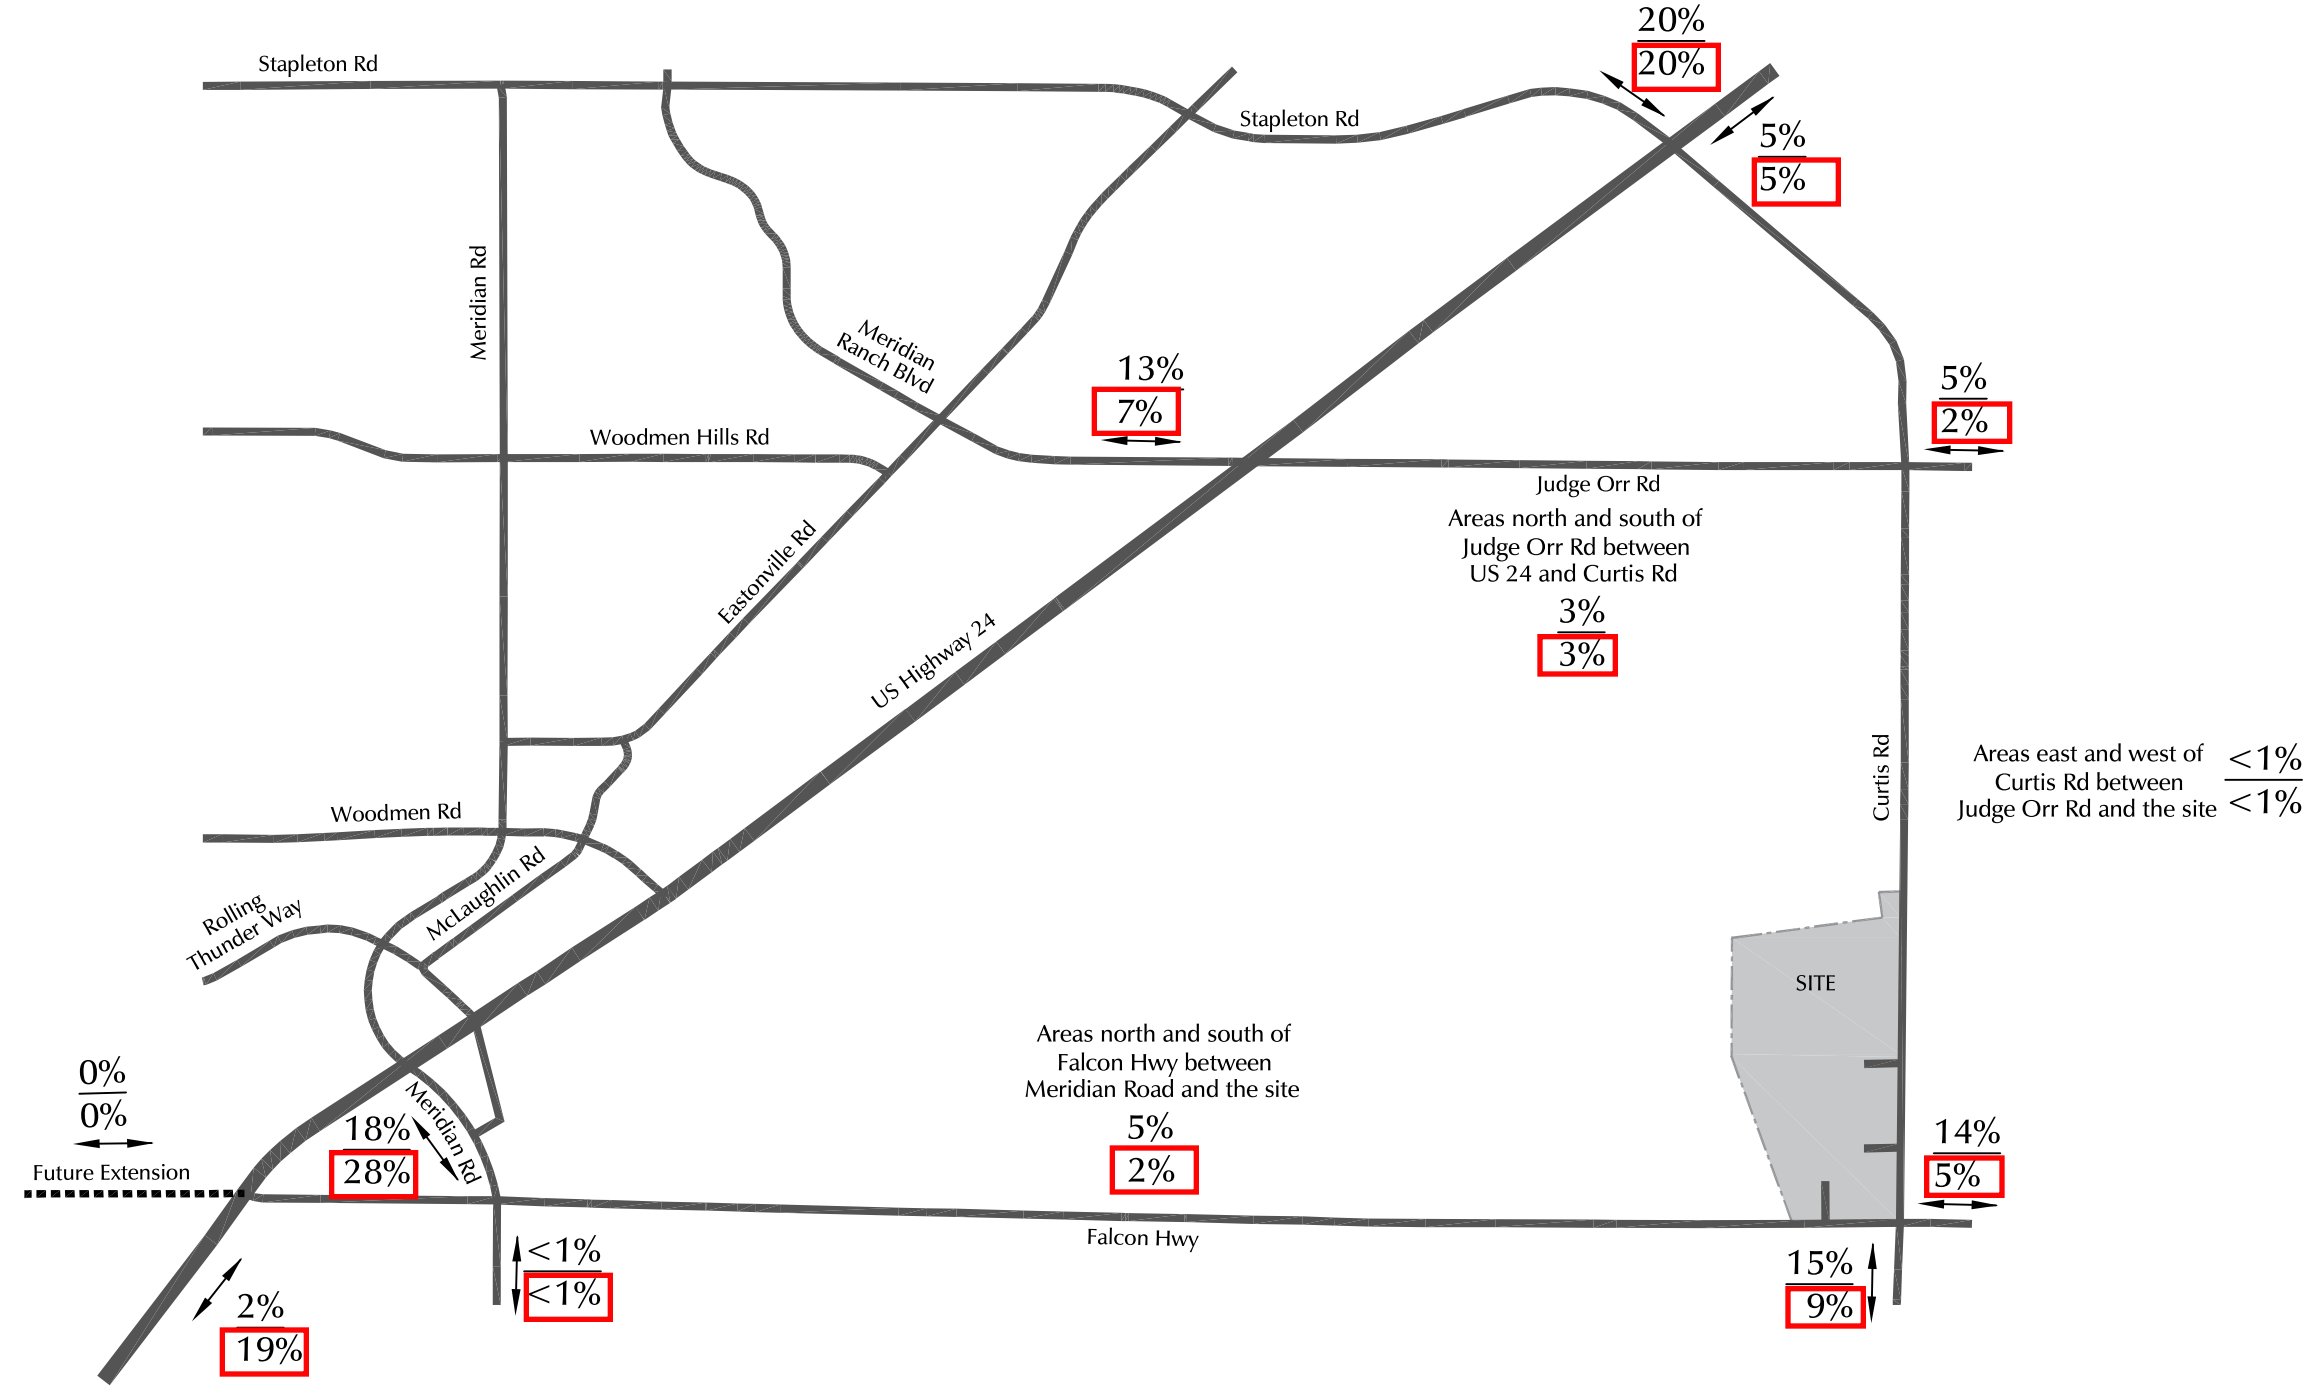 20%
20%
Stapleton Rd
Stapleton Rd
5%
5%
Meridian Rd
Meridian
Ranch Blvd
13%
7%
5%
2%
Woodmen Hills Rd
Judge Orr Rd
Areas north and south of
Judge Orr Rd between
US 24 and Curtis Rd
3%
3%
Eastonville Rd
US Highway 24
Curtis Rd
Areas east and west of
Curtis Rd between
Judge Orr Rd and the site
<1%
<1%
Woodmen Rd
McLaughlin Rd
Rolling
Thunder Way
SITE
Areas north and south of
Falcon Hwy between
Meridian Road and the site
5%
2%
0%
0%
Future Extension
Meridian Rd
18%
28%
14%
5%
Falcon Hwy
<1%
<1%
15%
9%
2%
19%